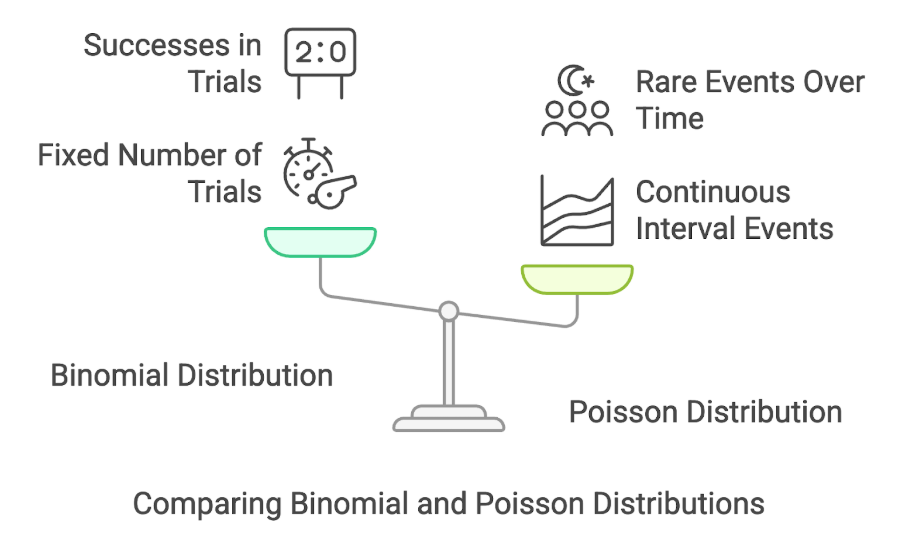 Successes in
Trials
2:0
Fixed Number of
Trials
Rare Events Over
Time
Continuous
Interval Events
Binomial Distribution
Poisson Distribution
Comparing Binomial and Poisson Distributions